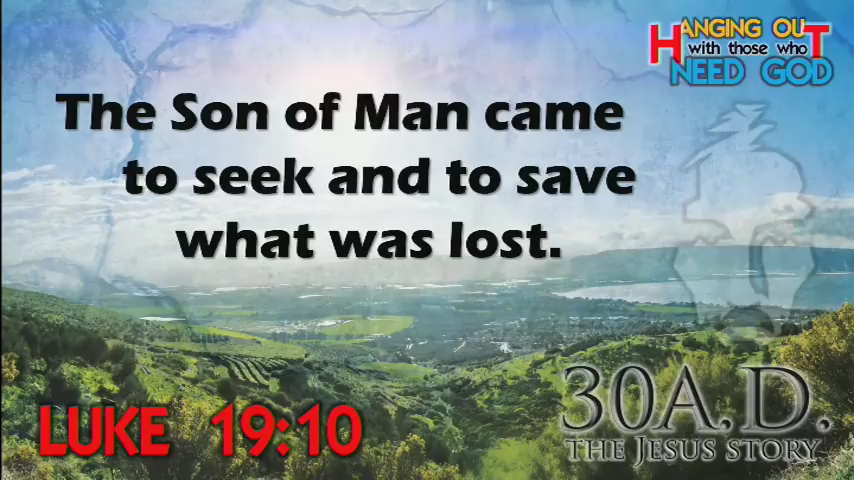 HANGING OUT
with those who
NEED GOD
The Son of Man came
to seek and to save
what was lost.
LUKE 19:10
30A.D.
THE JESUS STORY